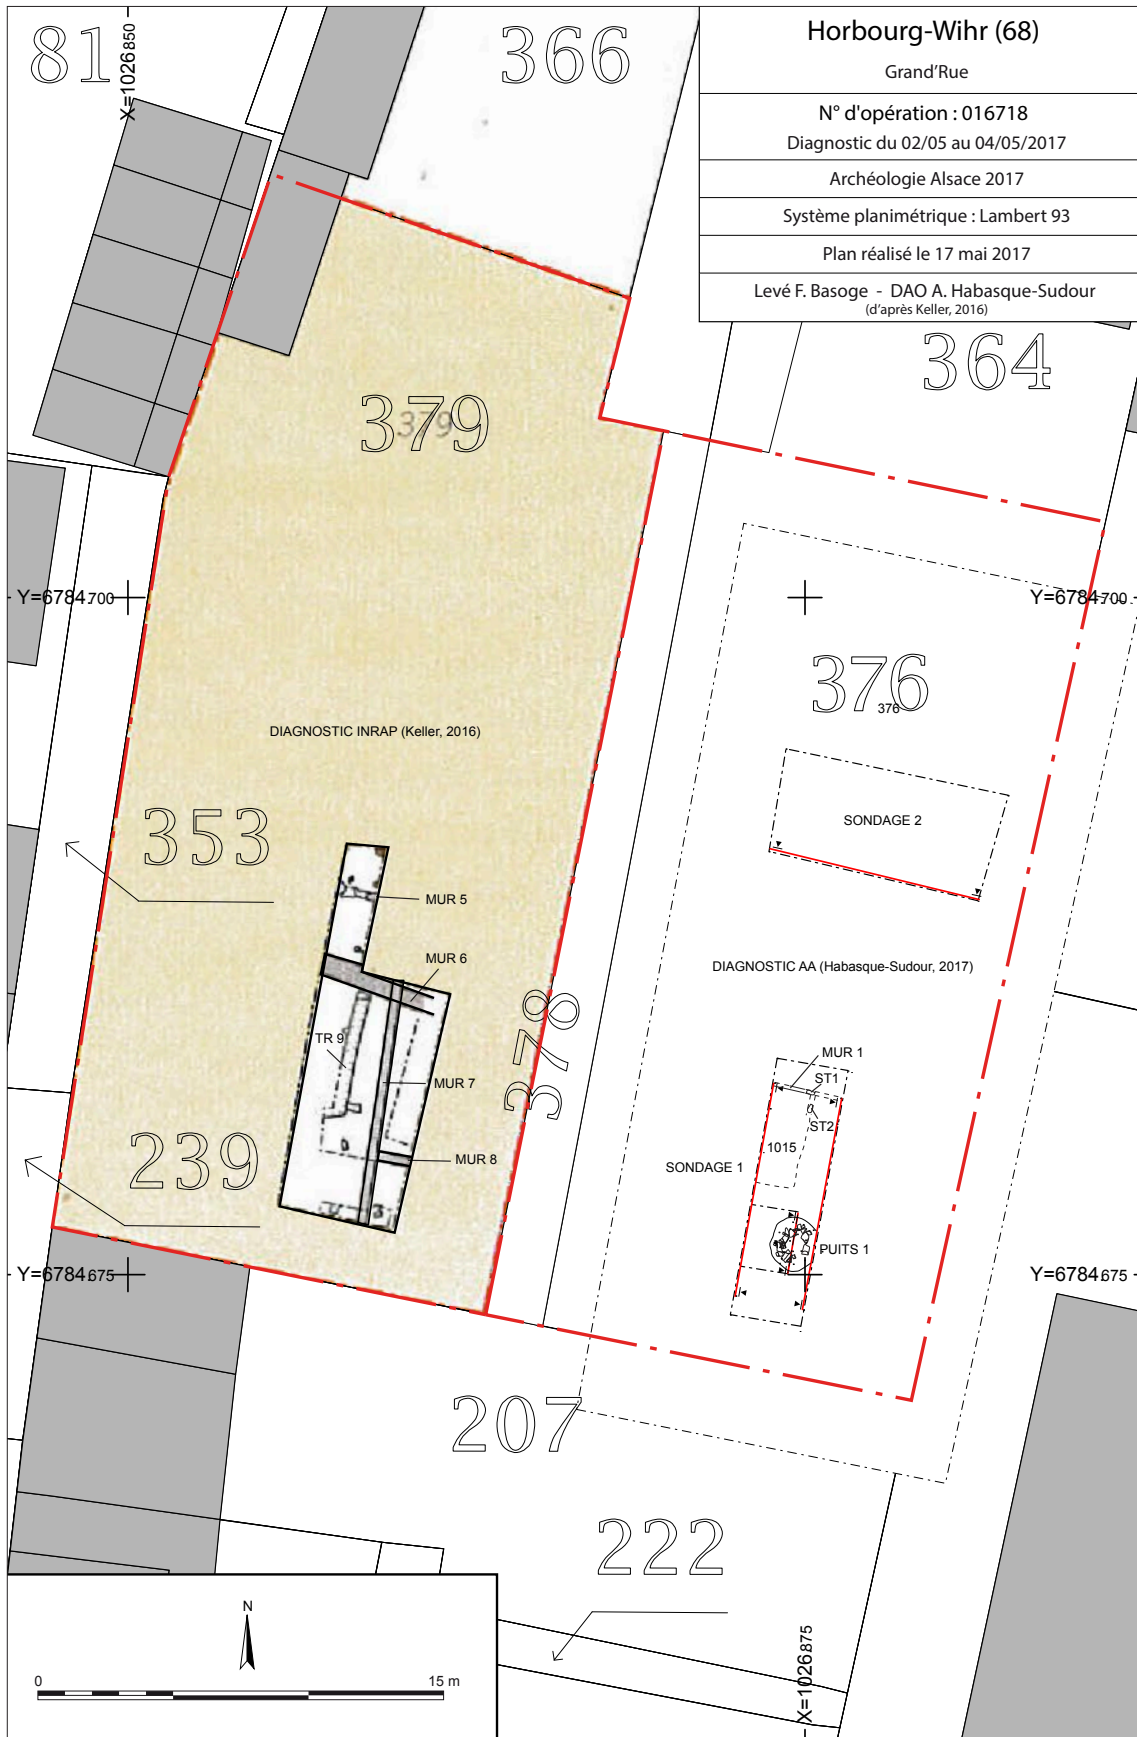 Horbourg-Wihr (68)
Grand'Rue
N° d'opération : 016718
Diagnostic du 02/05 au 04/05/2017
Archéologie Alsace 2017
Système planimétrique : Lambert 93
Plan réalisé le 17 mai 2017
Levé F. Basoge - DAO A. Habasque-Sudour
(d'après Keller, 2016)
81
X=1026850
366
364
379
379
Y=6784700
Y=6784700
376
376
DIAGNOSTIC INRAP (Keller, 2016)
353
SONDAGE 2
MUR 5
MUR 6
DIAGNOSTIC AA (Habasque-Sudour, 2017)
378
TR 9
MUR 7
MUR 1
ST1
ST2
1015
239
MUR 8
SONDAGE 1
PUITS 1
Y=6784675
Y=6784675
207
222
X=1026875
N
0
15 m